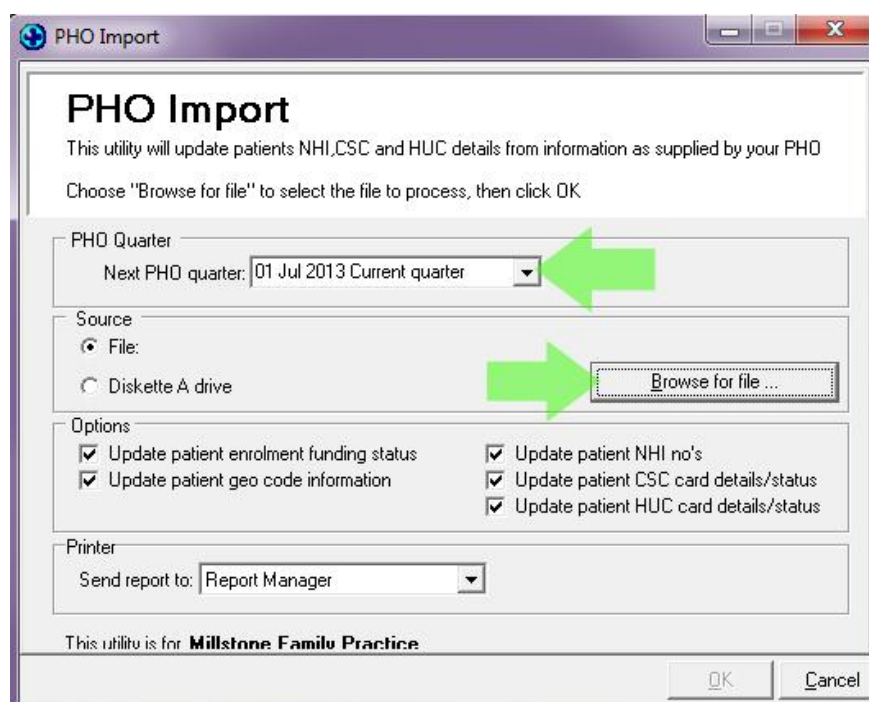 PHO Import
PHO Import
This utility will update patients NHI,CSC and HUC details from information as supplied by your PHO
Choose "Browse for file" to select the file to process, then click OK
PHO Quarter
Next PHO quarter: 01 Jul 2013 Current quarter
Source
File:
Diskette A drive
Browse for file ...
Options
Update patient enrolment funding status
Update patient geo code information
Update patient NHI no's
Update patient CSC card details/status
Update patient HUC card details/status
Printer
Send report to: Report Manager
This utility is for Millstone Family Practice
OK
Cancel